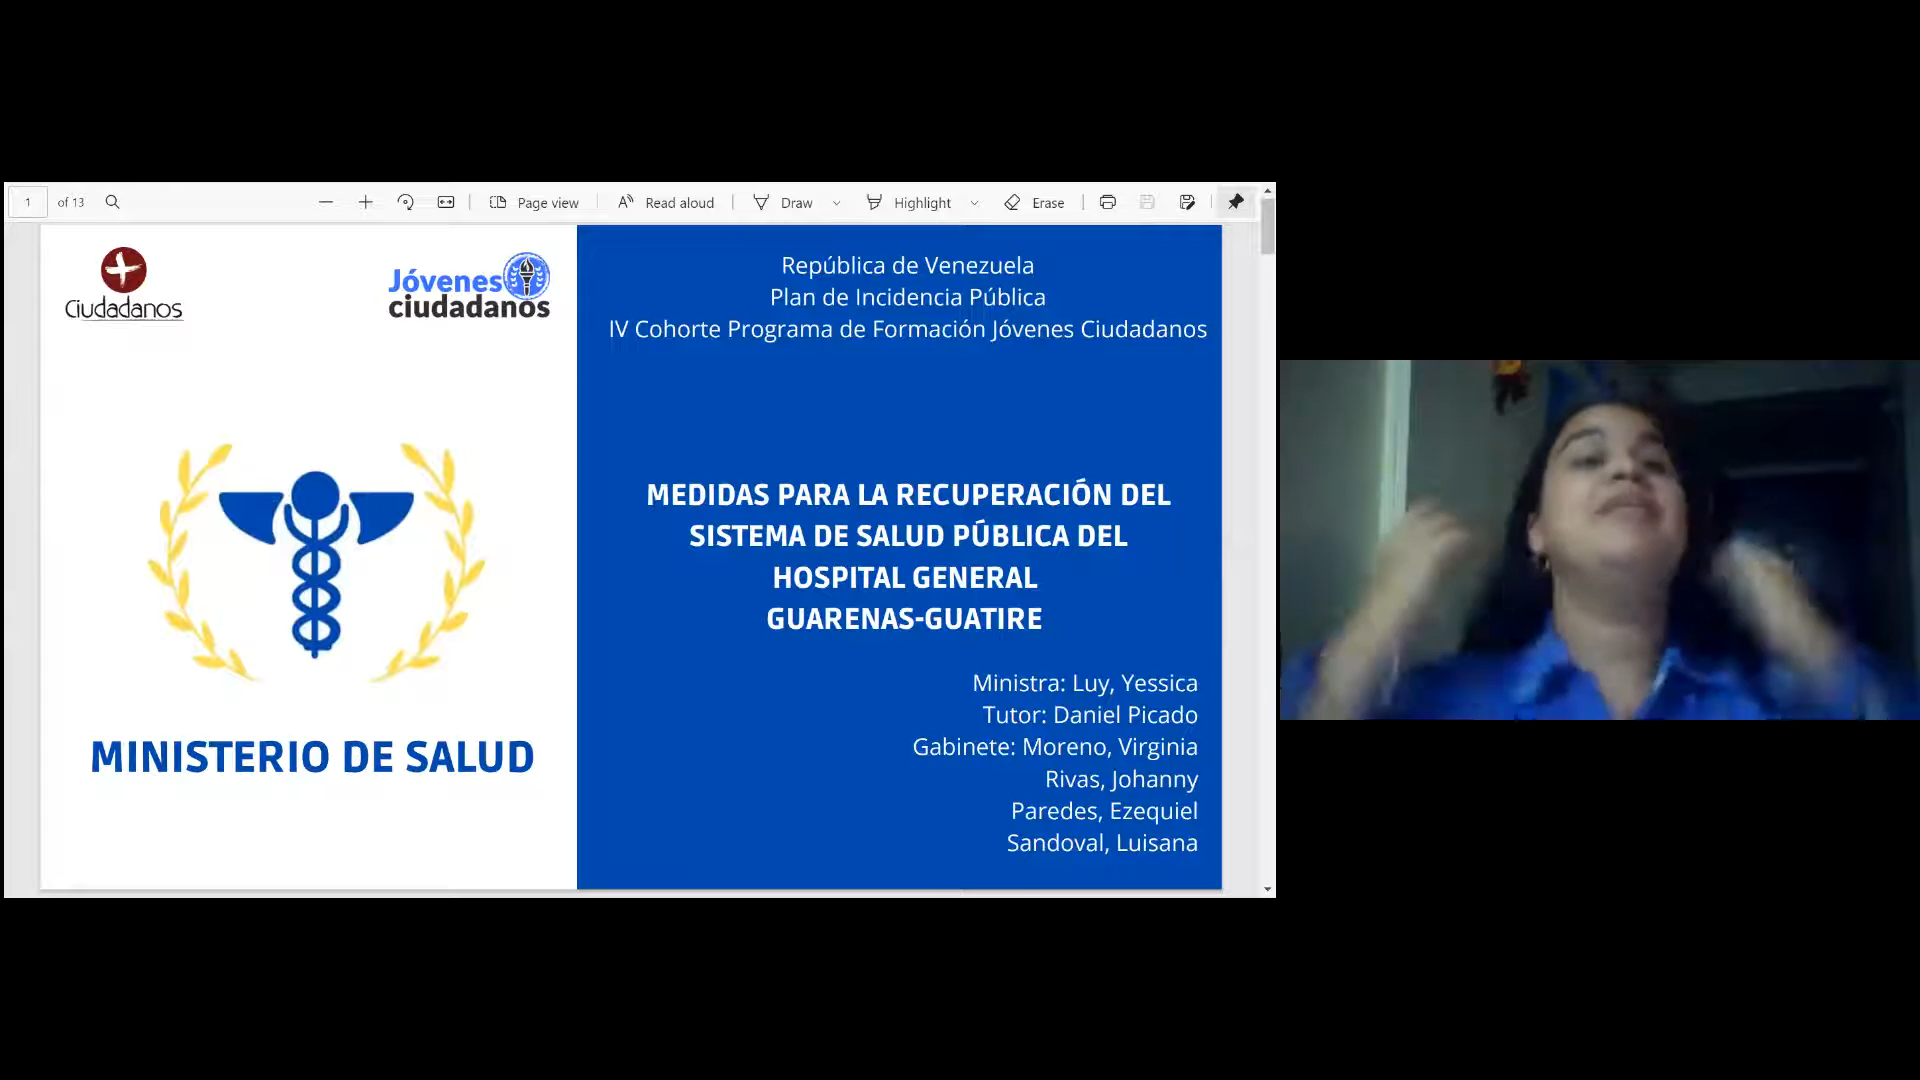 1 of 13 Page view Read aloud Draw Highlight Erase
Ciudadanos
Jóvenes
ciudadanos
MINISTERIO DE SALUD
República de Venezuela
Plan de Incidencia Pública
IV Cohorte Programa de Formación Jóvenes Ciudadanos
MEDIDAS PARA LA RECUPERACIÓN DEL
SISTEMA DE SALUD PÚBLICA DEL
HOSPITAL GENERAL
GUARENAS-GUATIRE
Ministra: Luy, Yessica
Tutor: Daniel Picado
Gabinete: Moreno, Virginia
Rivas, Johanny
Paredes, Ezequiel
Sandoval, Luisana